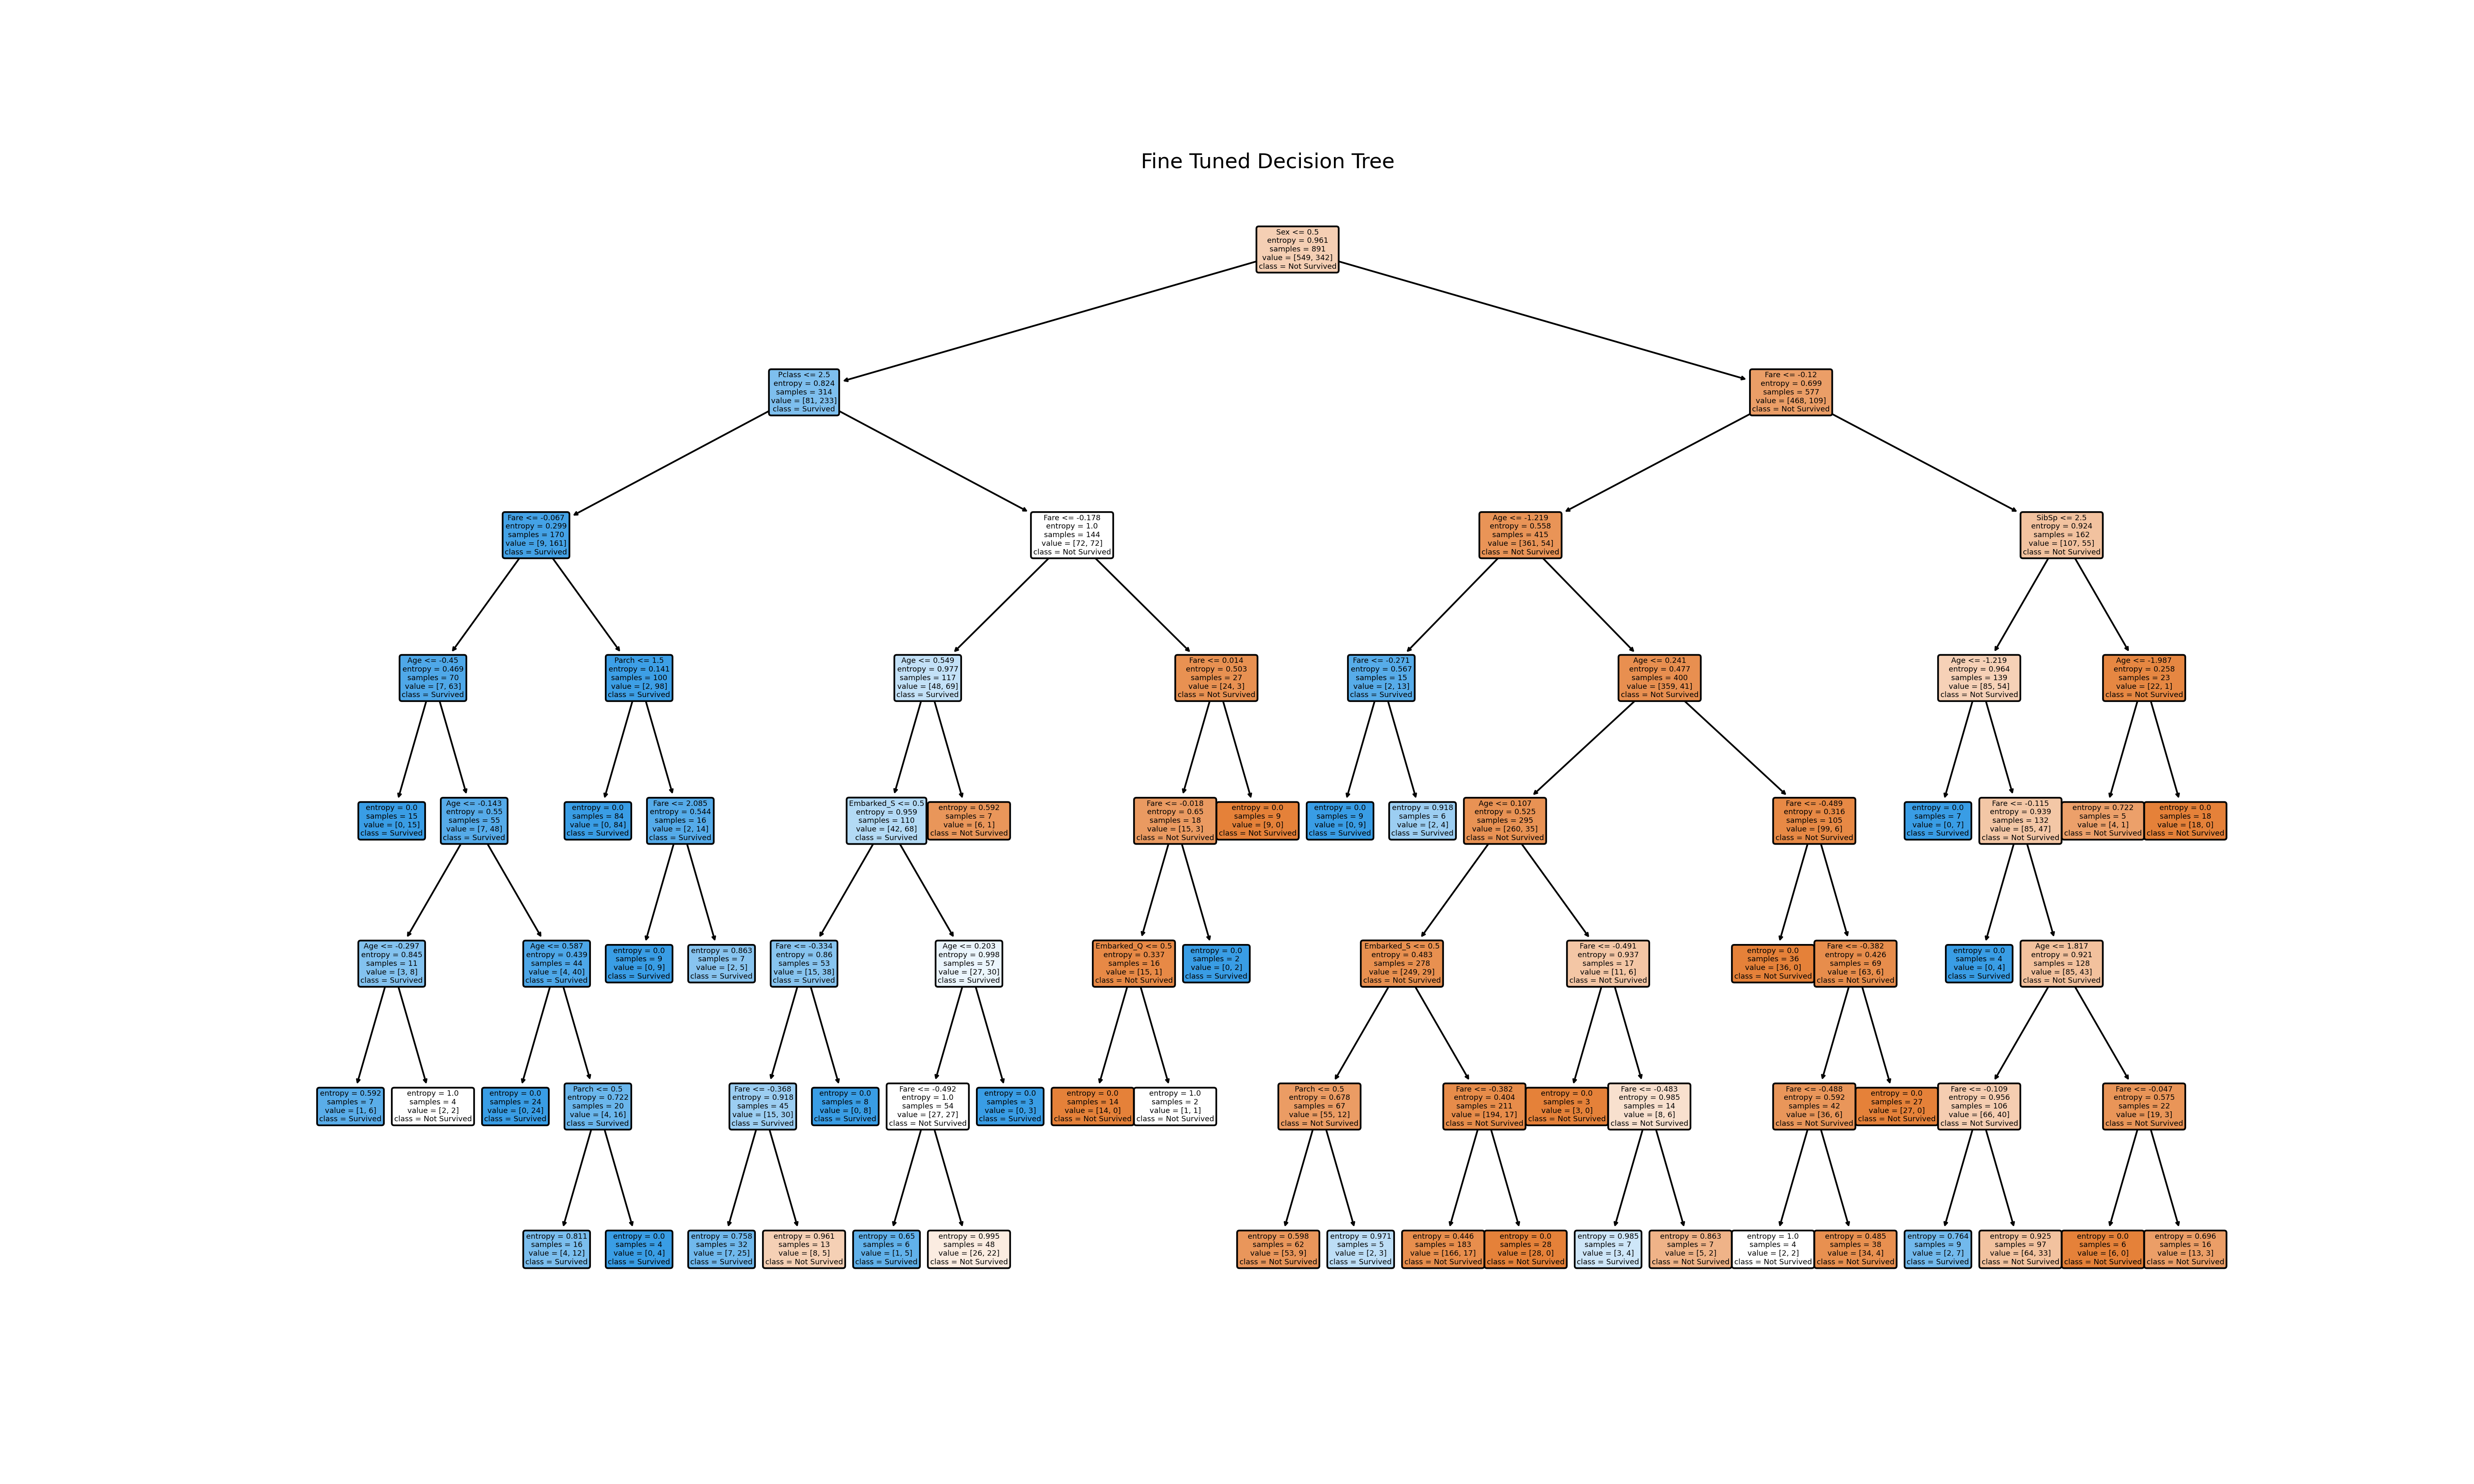 Fine Tuned Decision Tree
Sex <= 0.5
entropy = 0.961
samples = 891
value = [549, 342]
class = Not Survived
Pclass <= 2.5
entropy = 0.824
samples = 314
value = [81, 233]
class = Survived
Fare <= -0.12
entropy = 0.699
samples = 577
value = [468, 109]
class = Not Survived
Fare <= -0.067
entropy = 0.299
samples = 170
value = [9, 161]
class = Survived
Fare <= -0.178
entropy = 1.0
samples = 144
value = [72, 72]
class = Not Survived
Age <= -1.219
entropy = 0.558
samples = 415
value = [361, 54]
class = Not Survived
SibSp <= 2.5
entropy = 0.924
samples = 162
value = [107, 55]
class = Not Survived
Age <= -0.45
entropy = 0.469
samples = 70
value = [7, 63]
class = Survived
Parch <= 1.5
entropy = 0.141
samples = 100
value = [2, 98]
class = Survived
Age <= 0.549
entropy = 0.977
samples = 117
value = [48, 69]
class = Survived
Fare <= 0.014
entropy = 0.503
samples = 27
value = [24, 3]
class = Not Survived
Fare <= -0.271
entropy = 0.567
samples = 15
value = [2, 13]
class = Survived
Age <= 0.241
entropy = 0.477
samples = 400
value = [359, 41]
class = Not Survived
Age <= -1.219
entropy = 0.964
samples = 139
value = [85, 54]
class = Not Survived
Age <= -1.987
entropy = 0.258
samples = 23
value = [22, 1]
class = Not Survived
entropy = 0.0
samples = 15
value = [0, 15]
class = Survived
Age <= -0.143
entropy = 0.55
samples = 55
value = [7, 48]
class = Survived
entropy = 0.0
samples = 84
value = [0, 84]
class = Survived
Fare <= 2.085
entropy = 0.544
samples = 16
value = [2, 14]
class = Survived
Embarked_S <= 0.5
entropy = 0.959
samples = 110
value = [42, 68]
class = Survived
entropy = 0.592
samples = 7
value = [6, 1]
class = Not Survived
Fare <= -0.018
entropy = 0.65
samples = 18
value = [15, 3]
class = Not Survived
entropy = 0.0
samples = 9
value = [9, 0]
class = Not Survived
entropy = 0.0
samples = 9
value = [0, 9]
class = Survived
entropy = 0.918
samples = 6
value = [2, 4]
class = Survived
Age <= 0.107
entropy = 0.525
samples = 295
value = [260, 35]
class = Not Survived
Fare <= -0.489
entropy = 0.316
samples = 105
value = [99, 6]
class = Not Survived
entropy = 0.0
samples = 7
value = [0, 7]
class = Survived
Fare <= -0.115
entropy = 0.939
samples = 132
value = [85, 47]
class = Not Survived
entropy = 0.722
samples = 5
value = [4, 1]
class = Not Survived
entropy = 0.0
samples = 18
value = [18, 0]
class = Not Survived
Age <= -0.297
entropy = 0.845
samples = 11
value = [3, 8]
class = Survived
Age <= 0.587
entropy = 0.439
samples = 44
value = [4, 40]
class = Survived
entropy = 0.0
samples = 9
value = [0, 9]
class = Survived
entropy = 0.863
samples = 7
value = [2, 5]
class = Survived
Fare <= -0.334
entropy = 0.86
samples = 53
value = [15, 38]
class = Survived
Age <= 0.203
entropy = 0.998
samples = 57
value = [27, 30]
class = Survived
Embarked_Q <= 0.5
entropy = 0.337
samples = 16
value = [15, 1]
class = Not Survived
entropy = 0.0
samples = 2
value = [0, 2]
class = Survived
Embarked_S <= 0.5
entropy = 0.483
samples = 278
value = [249, 29]
class = Not Survived
Fare <= -0.491
entropy = 0.937
samples = 17
value = [11, 6]
class = Not Survived
entropy = 0.0
samples = 36
value = [36, 0]
class = Not Survived
Fare <= -0.382
entropy = 0.426
samples = 69
value = [63, 6]
class = Not Survived
entropy = 0.0
samples = 4
value = [0, 4]
class = Survived
Age <= 1.817
entropy = 0.921
samples = 128
value = [85, 43]
class = Not Survived
entropy = 0.592
samples = 7
value = [1, 6]
class = Survived
entropy = 1.0
samples = 4
value = [2, 2]
class = Not Survived
entropy = 0.0
samples = 24
value = [0, 24]
class = Survived
Parch <= 0.5
entropy = 0.722
samples = 20
value = [4, 16]
class = Survived
Fare <= -0.368
entropy = 0.918
samples = 45
value = [15, 30]
class = Survived
entropy = 0.0
samples = 8
value = [0, 8]
class = Survived
Fare <= -0.492
entropy = 1.0
samples = 54
value = [27, 27]
class = Not Survived
entropy = 0.0
samples = 3
value = [0, 3]
class = Survived
entropy = 0.0
samples = 14
value = [14, 0]
class = Not Survived
entropy = 1.0
samples = 2
value = [1, 1]
class = Not Survived
Parch <= 0.5
entropy = 0.678
samples = 67
value = [55, 12]
class = Not Survived
Fare <= -0.382
entropy = 0.404
samples = 211
value = [194, 17]
class = Not Survived
entropy = 0.0
samples = 3
value = [3, 0]
class = Not Survived
Fare <= -0.483
entropy = 0.985
samples = 14
value = [8, 6]
class = Not Survived
Fare <= -0.488
entropy = 0.592
samples = 42
value = [36, 6]
class = Not Survived
entropy = 0.0
samples = 27
value = [27, 0]
class = Not Survived
Fare <= -0.109
entropy = 0.956
samples = 106
value = [66, 40]
class = Not Survived
Fare <= -0.047
entropy = 0.575
samples = 22
value = [19, 3]
class = Not Survived
entropy = 0.811
samples = 16
value = [4, 12]
class = Survived
entropy = 0.0
samples = 4
value = [0, 4]
class = Survived
entropy = 0.758
samples = 32
value = [7, 25]
class = Survived
entropy = 0.961
samples = 13
value = [8, 5]
class = Not Survived
entropy = 0.65
samples = 6
value = [1, 5]
class = Survived
entropy = 0.995
samples = 48
value = [26, 22]
class = Not Survived
entropy = 0.598
samples = 62
value = [53, 9]
class = Not Survived
entropy = 0.971
samples = 5
value = [2, 3]
class = Survived
entropy = 0.446
samples = 183
value = [166, 17]
class = Not Survived
entropy = 0.0
samples = 28
value = [28, 0]
class = Not Survived
entropy = 0.985
samples = 7
value = [3, 4]
class = Survived
entropy = 0.863
samples = 7
value = [5, 2]
class = Not Survived
entropy = 1.0
samples = 4
value = [2, 2]
class = Not Survived
entropy = 0.485
samples = 38
value = [34, 4]
class = Not Survived
entropy = 0.764
samples = 9
value = [2, 7]
class = Survived
entropy = 0.925
samples = 97
value = [64, 33]
class = Not Survived
entropy = 0.0
samples = 6
value = [6, 0]
class = Not Survived
entropy = 0.696
samples = 16
value = [13, 3]
class = Not Survived